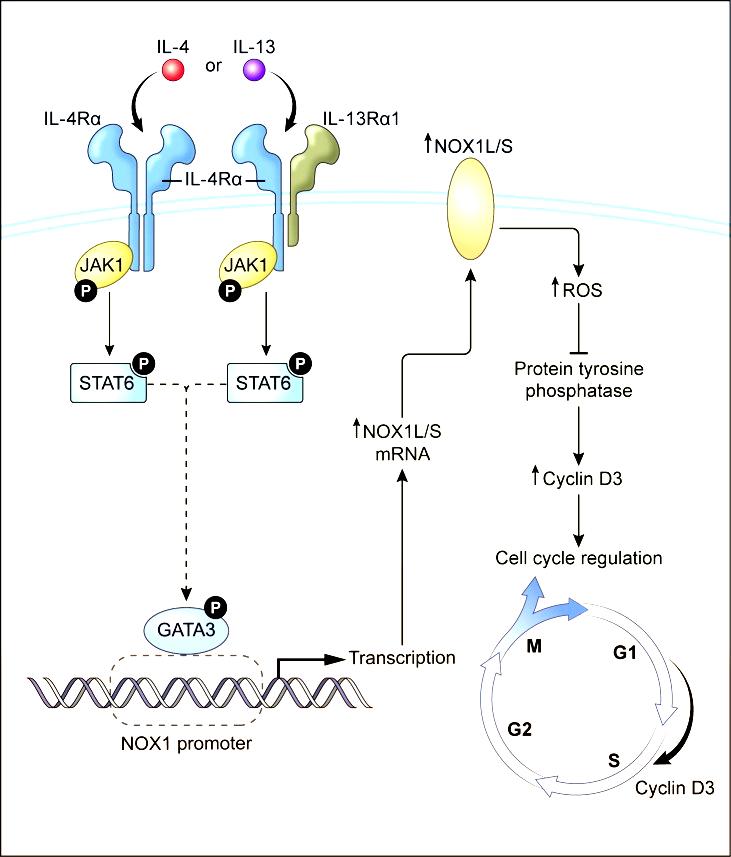 IL-4
or
IL-13
IL-4Rα
IL-13Rα1
IL-4Rα
↑NOX1L/S
JAK1
P
JAK1
P
↑ROS
STAT6
P
STAT6
P
Protein tyrosine
phosphatase
↑NOX1L/S
mRNA
↑Cyclin D3
Cell cycle regulation
GATA3
P
Transcription
NOX1 promoter
M
G1
G2
S
Cyclin D3